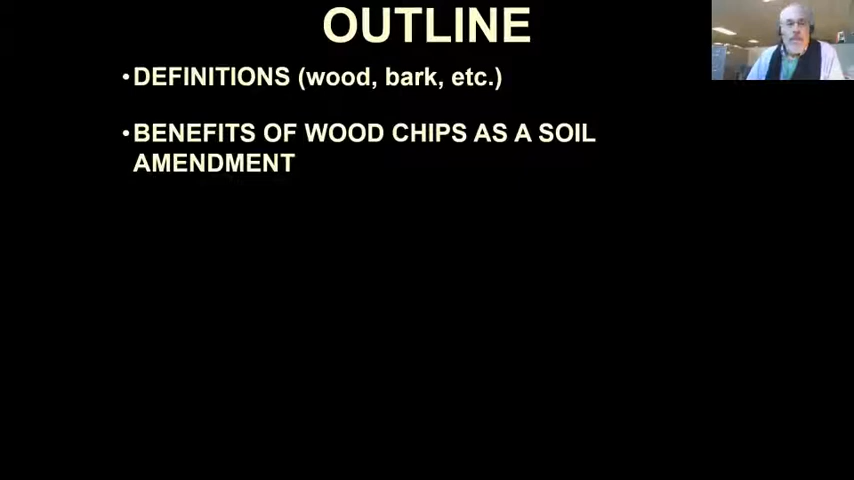 OUTLINE
•DEFINITIONS (wood, bark, etc.)
•BENEFITS OF WOOD CHIPS AS A SOIL
AMENDMENT